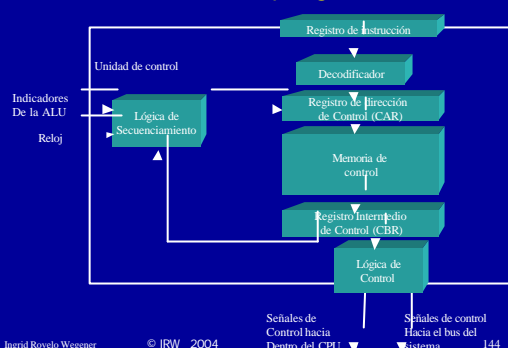 Registro de instrucción
Unidad de control
Decodificador
Indicadores
De la ALU
Reloj
Lógica de
Secuenciamiento
Registro de dirección
de Control (CAR)
Memoria de
control
Registro Intermedio
de Control (CBR)
Lógica de
Control
Señales de
Control hacia
Dentro del CPU
Señales de control
Hacia el bus del
sistema
Ingrid Rovelo Wegener
© IRW 2004
144